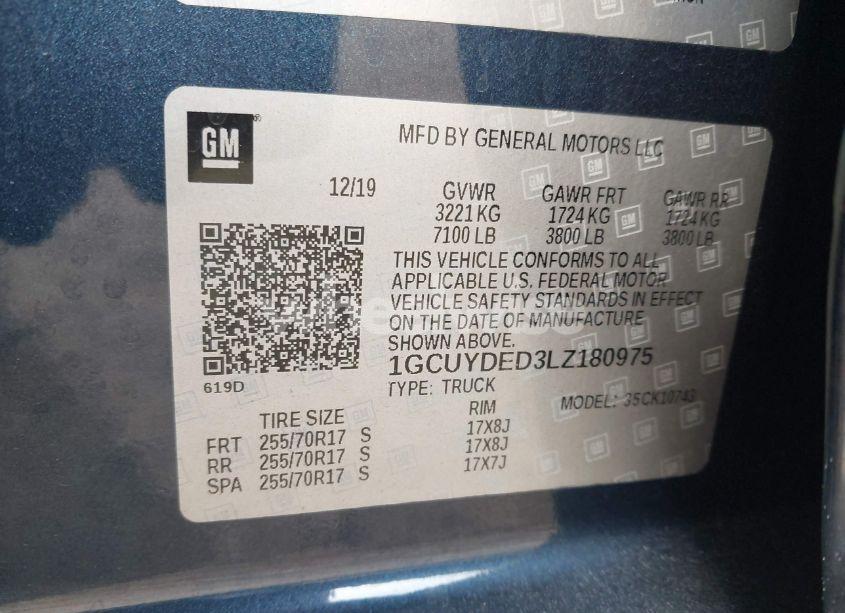 GM
MFD BY GENERAL MOTORS LLC
12/19
GVWR GAWR FRT GAWR RR
3221 KG 1724 KG 1724 KG
7100 LB 3800 LB 3800 LB
THIS VEHICLE CONFORMS TO ALL
APPLICABLE U.S. FEDERAL MOTOR
VEHICLE SAFETY STANDARDS IN EFFECT
ON THE DATE OF MANUFACTURE
SHOWN ABOVE.
1GCUYDED3LZ180975
619D
TYPE: TRUCK
MODEL: 35CK10743
TIRE SIZE RIM
FRT 255/70R17 S 17X8J
RR 255/70R17 S 17X8J
SPA 255/70R17 S 17X7J